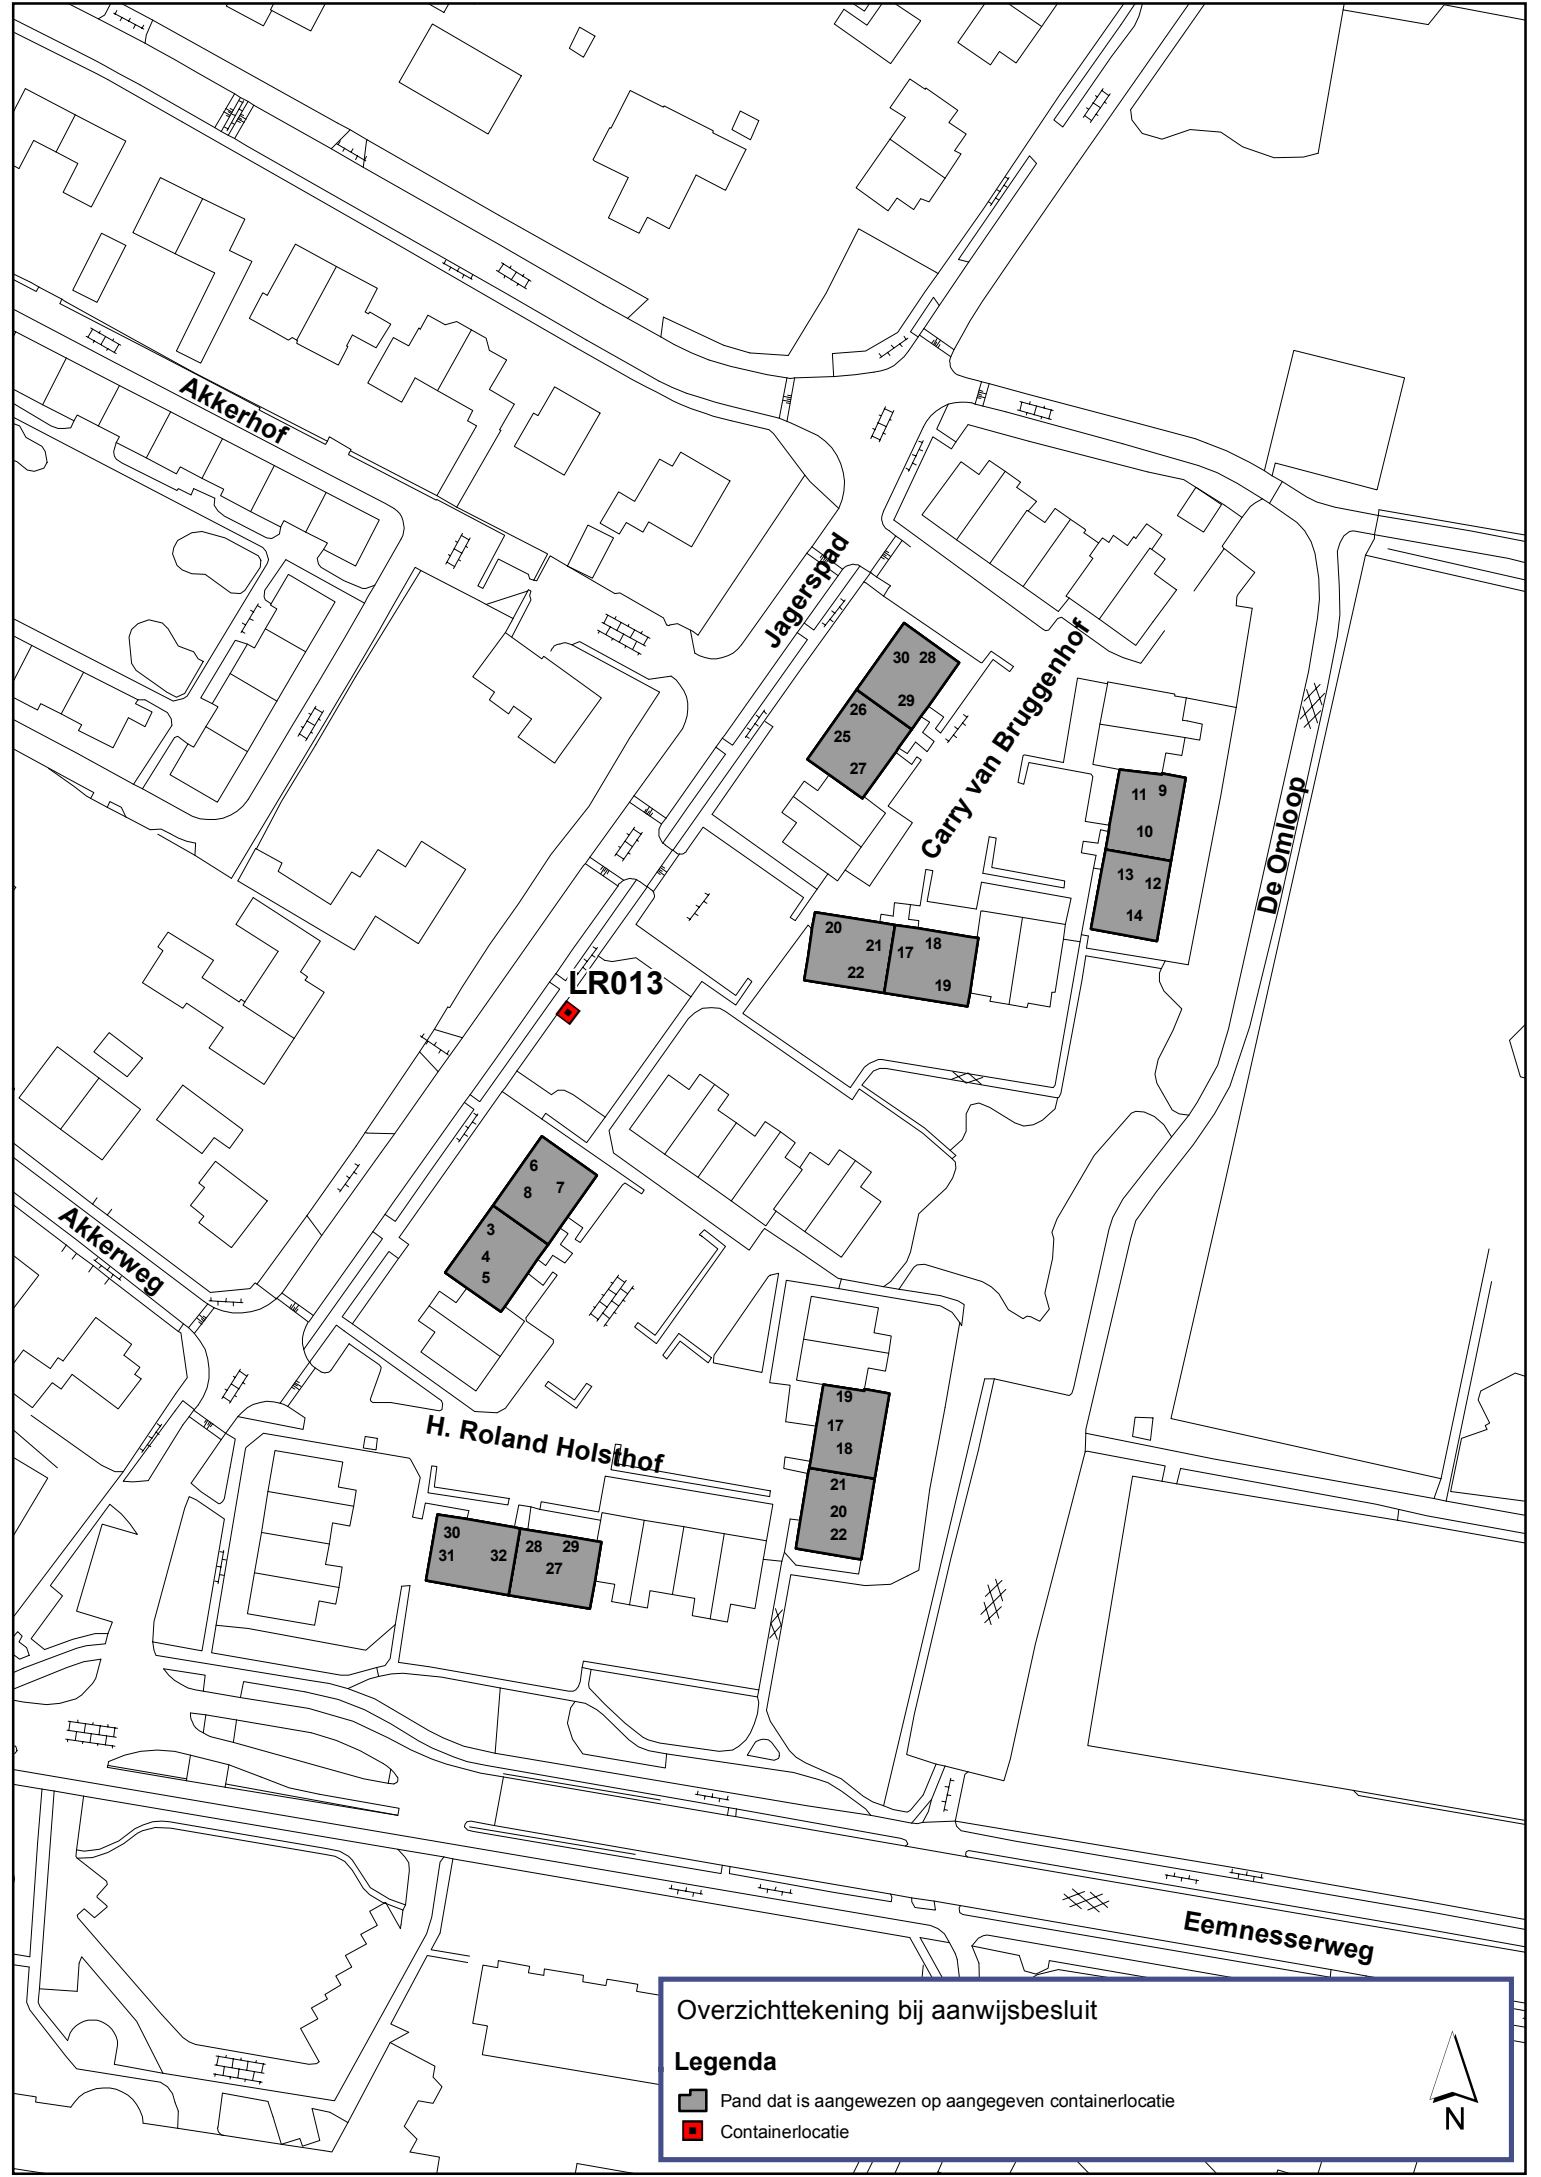 Akkerhof
Jagerspad
30 28
29
26
25
27
Carry van Bruggenhof
11 9
10
13 12
14
De Omloop
20
21
22
17 18
19
LR013
6
8 7
3
4
5
Akkerweg
H. Roland Holsthof
19
17
18
21
20
22
30
31 32
28 29
27
Eemnesserweg
Overzichttekening bij aanwijsbesluit
Legenda
Pand dat is aangewezen op aangegeven containerlocatie
Containerlocatie
N